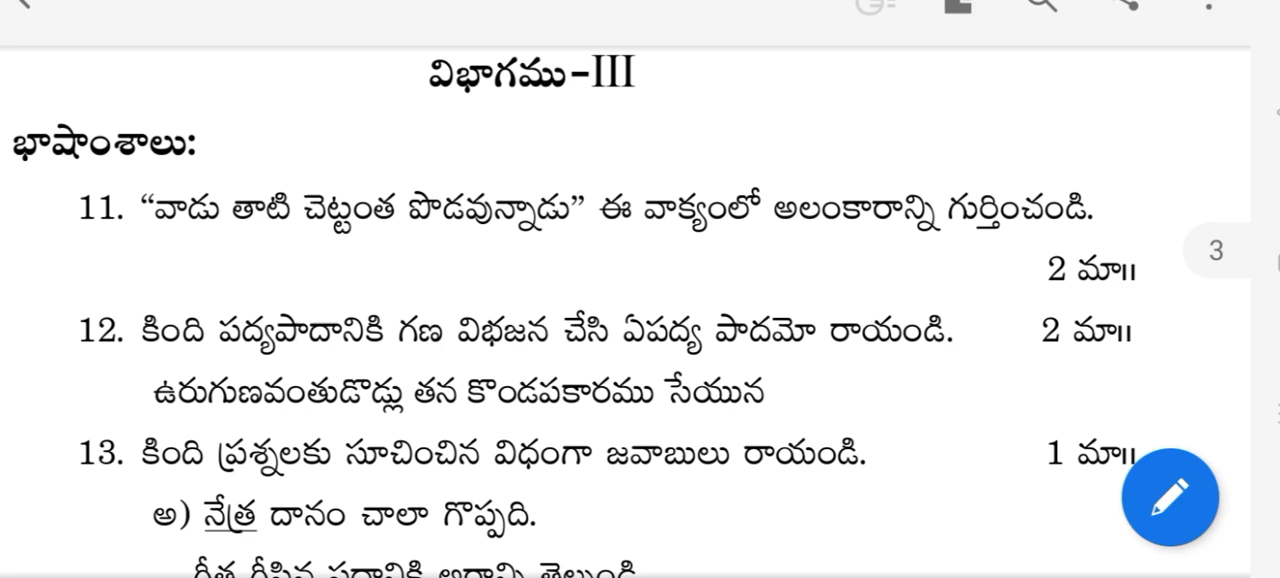 విభాగము-III
భాషాంశాలు:
11. “వాడు తాటి చెట్టంత పొడవున్నాడు” ఈ వాక్యంలో అలంకారాన్ని గుర్తించండి.
2 మా॥
3
12. కింది పద్యపాదానికి గణ విభజన చేసి ఏపద్య పాదమో రాయండి. 2 మా॥
ఉరుగుణవంతుడొడ్లు తన కొండపకారము సేయున
13. కింది ప్రశ్నలకు సూచించిన విధంగా జవాబులు రాయండి. 1 మా॥
అ) నేత్ర దానం చాలా గొప్పది.